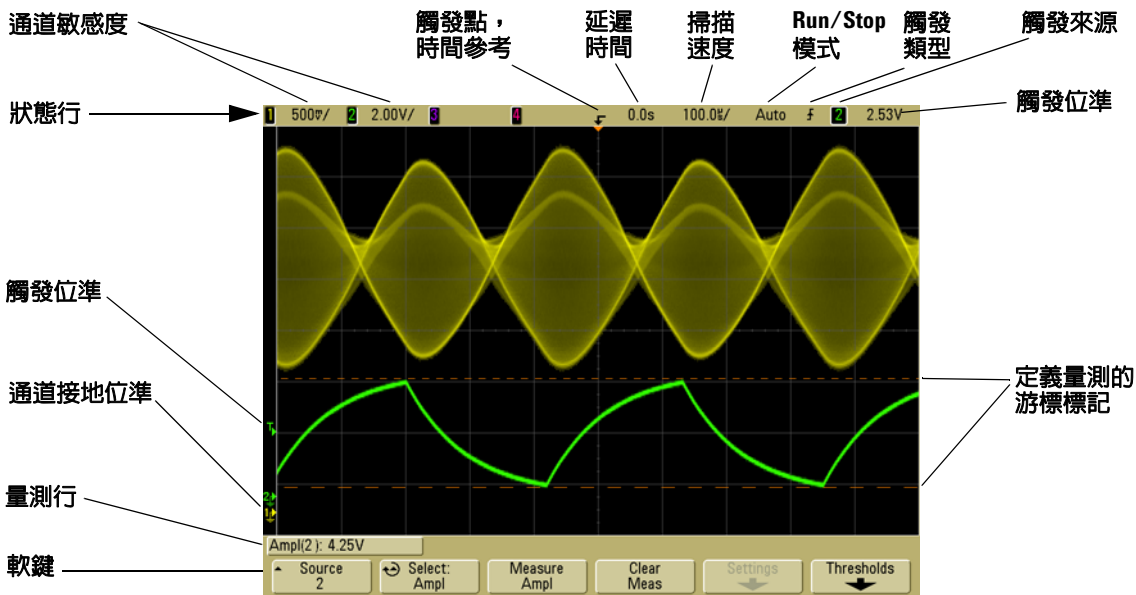 通道敏感度
觸發點，
時間參考
延遲
時間
掃描
速度
Run/Stop
模式
觸發
類型
觸發來源
狀態行
觸發位準
1 500mV/ 2 2.00V/ 3 4 0.0s 100.0us/ Auto 2 2.53V
觸發位準
T
通道接地位準
2
1
定義量測的
游標標記
量測行
Ampl(2): 4.25V
軟鍵
Source
2
Select:
Ampl
Measure
Ampl
Clear
Meas
Settings
Thresholds